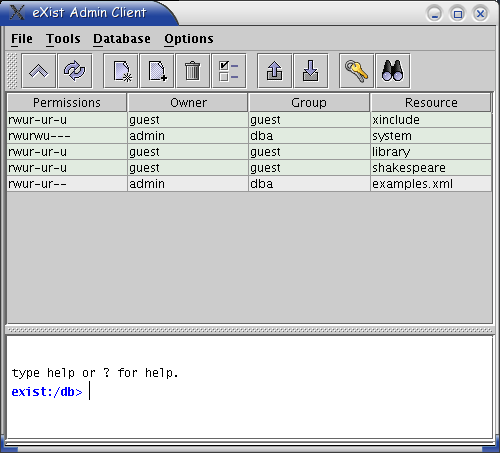 eXist Admin Client
File Tools Database Options
Permissions Owner Group Resource
rwur-ur-u guest guest xinclude
rwurwu--- admin dba system
rwur-ur-u guest guest library
rwur-ur-u guest guest shakespeare
rwur-ur-- admin dba examples.xml
type help or ? for help.
exist:/db>